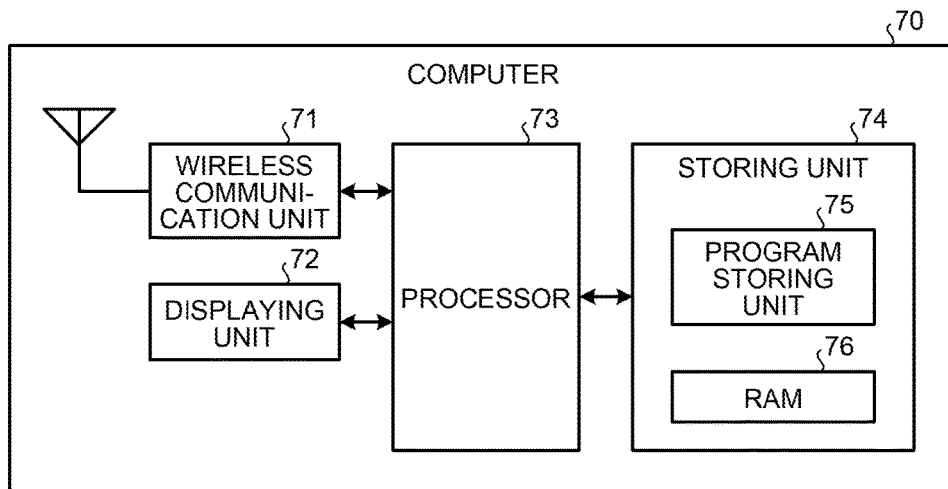 70
COMPUTER
71
WIRELESS
COMMUNI-
CATION UNIT
72
DISPLAYING
UNIT
73
PROCESSOR
74
STORING UNIT
75
PROGRAM
STORING
UNIT
76
RAM